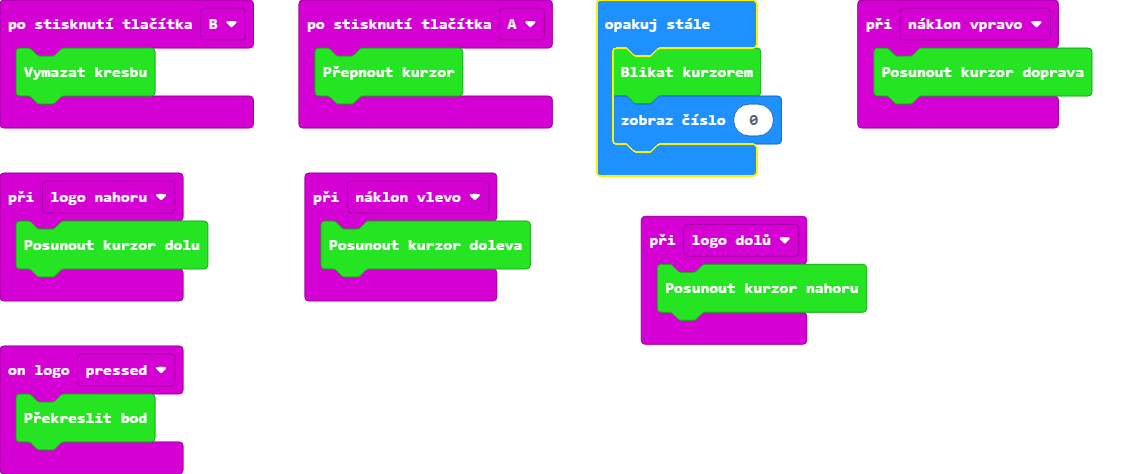 po stisknutí tlačítka B
Vymazat kresbu
po stisknutí tlačítka A
Přepnout kurzor
opakuj stále
Blikat kurzorem
zobraz číslo 0
při náklon vpravo
Posunout kurzor doprava
při logo nahoru
Posunout kurzor dolu
při náklon vlevo
Posunout kurzor doleva
při logo dolů
Posunout kurzor nahoru
on logo pressed
Překreslit bod